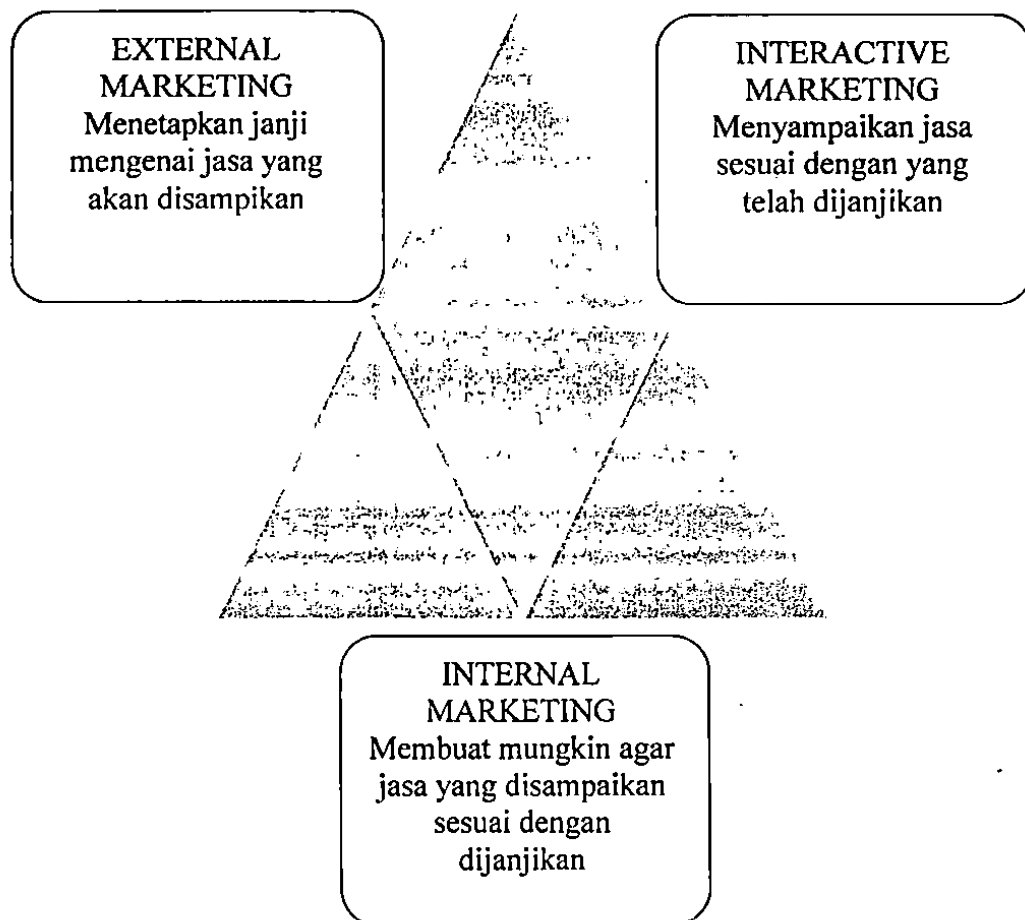 EXTERNAL
MARKETING
Menetapkan janji
mengenai jasa yang
akan disampikan
INTERACTIVE
MARKETING
Menyampaikan jasa
sesuai dengan yang
telah dijanjikan
INTERNAL
MARKETING
Membuat mungkin agar
jasa yang disampaikan
sesuai dengan
dijanjikan